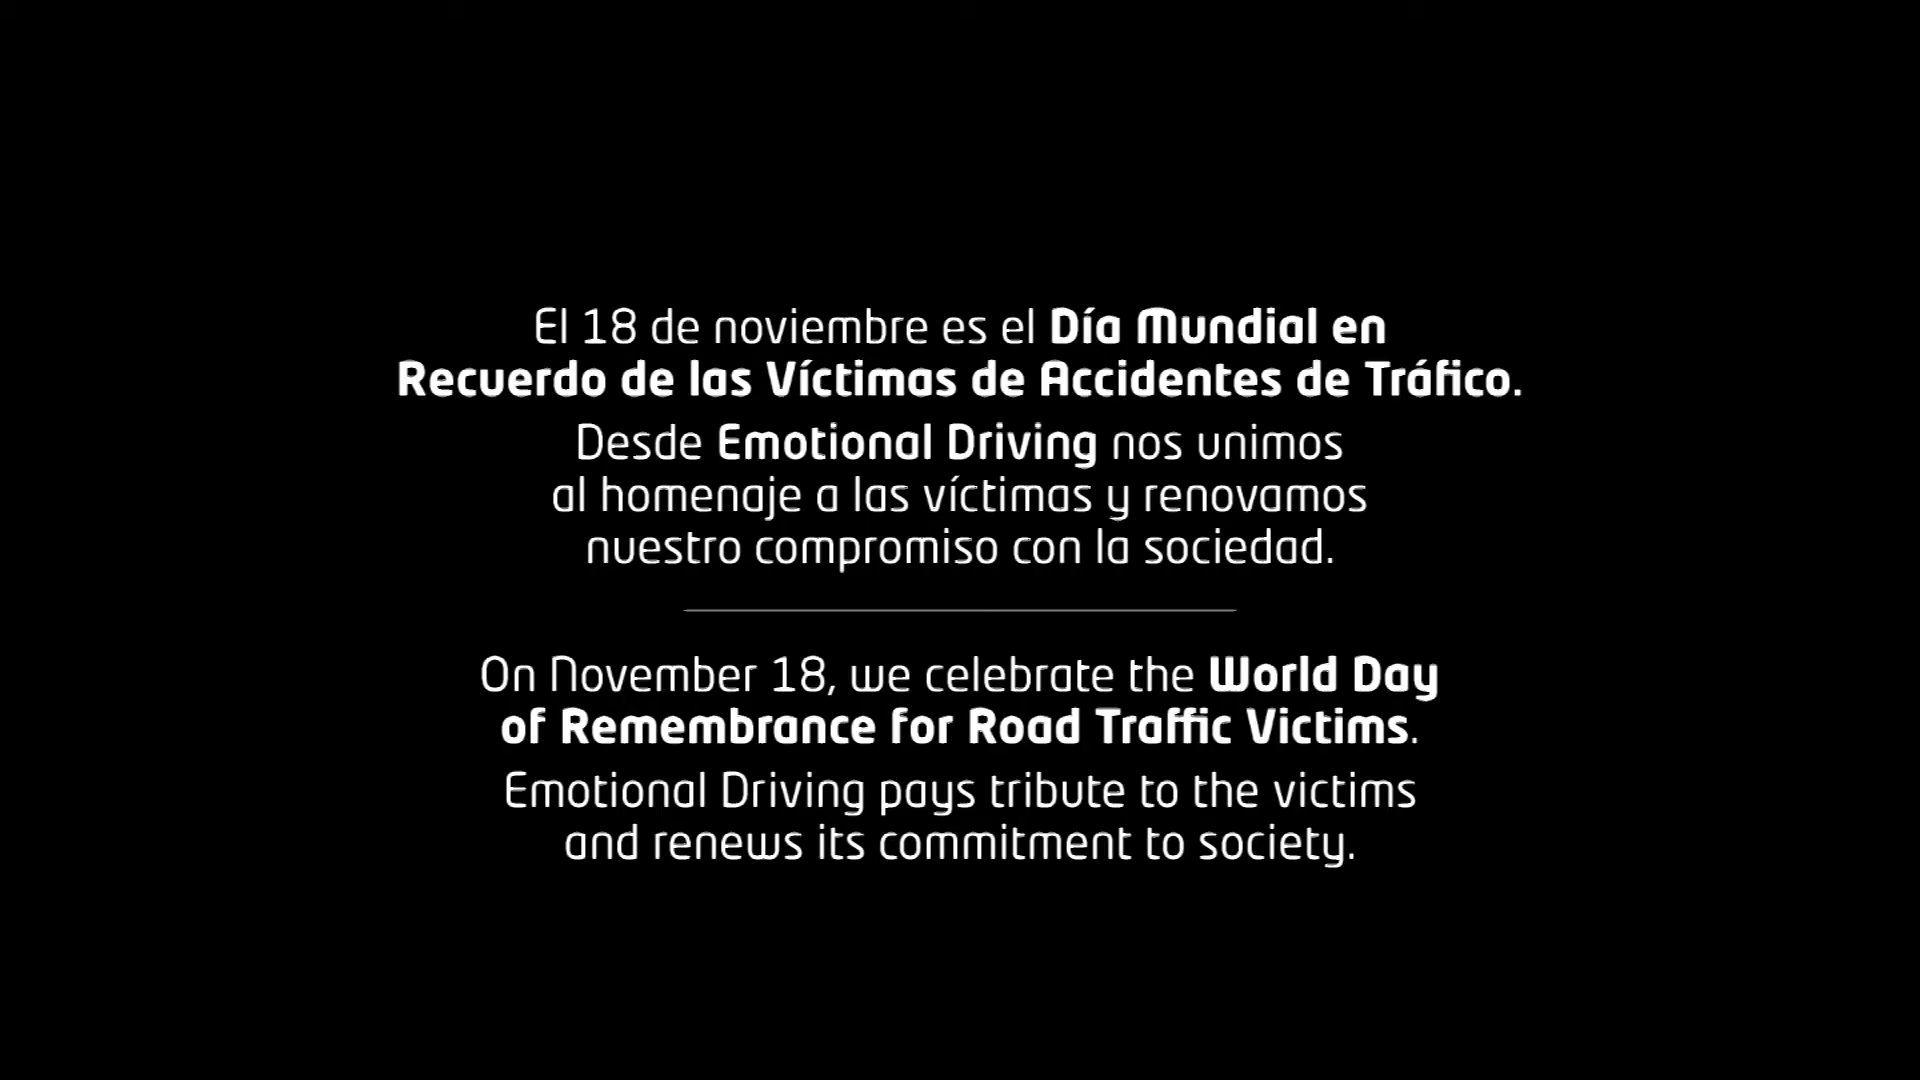 El 18 de noviembre es el Día Mundial en
Recuerdo de las Víctimas de Accidentes de Tráfico.
Desde Emotional Driving nos unimos
al homenaje a las víctimas y renovamos
nuestro compromiso con la sociedad.
On November 18, we celebrate the World Day
of Remembrance for Road Traffic Victims.
Emotional Driving pays tribute to the victims
and renews its commitment to society.